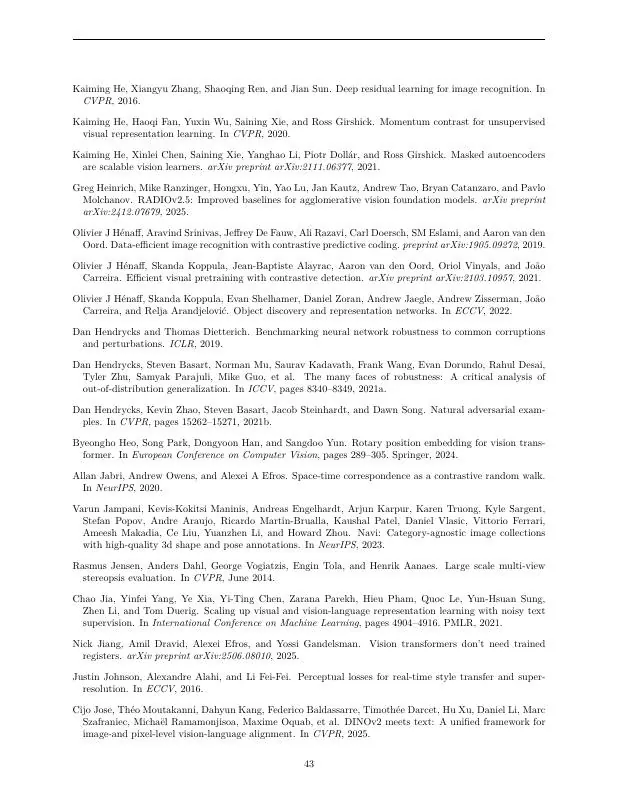 Kaiming He, Xiangyu Zhang, Shaoqing Ren, and Jian Sun. Deep residual learning for image recognition. In
CVPR, 2016.
Kaiming He, Haoqi Fan, Yuxin Wu, Saining Xie, and Ross Girshick. Momentum contrast for unsupervised
visual representation learning. In CVPR, 2020.
Kaiming He, Xinlei Chen, Saining Xie, Yanghao Li, Piotr Dollár, and Ross Girshick. Masked autoencoders
are scalable vision learners. arXiv preprint arXiv:2111.06377, 2021.
Greg Heinrich, Mike Ranzinger, Hongxu, Yin, Yao Lu, Jan Kautz, Andrew Tao, Bryan Catanzaro, and Pavlo
Molchanov. RADIOv2.5: Improved baselines for agglomerative vision foundation models. arXiv preprint
arXiv:2412.07679, 2025.
Olivier J Hénaff, Aravind Srinivas, Jeffrey De Fauw, Ali Razavi, Carl Doersch, SM Eslami, and Aaron van den
Oord. Data-efficient image recognition with contrastive predictive coding. preprint arXiv:1905.09272, 2019.
Olivier J Hénaff, Skanda Koppula, Jean-Baptiste Alayrac, Aaron van den Oord, Oriol Vinyals, and João
Carreira. Efficient visual pretraining with contrastive detection. arXiv preprint arXiv:2103.10957, 2021.
Olivier J Hénaff, Skanda Koppula, Evan Shelhamer, Daniel Zoran, Andrew Jaegle, Andrew Zisserman, João
Carreira, and Relja Arandjelović. Object discovery and representation networks. In ECCV, 2022.
Dan Hendrycks and Thomas Dietterich. Benchmarking neural network robustness to common corruptions
and perturbations. ICLR, 2019.
Dan Hendrycks, Steven Basart, Norman Mu, Saurav Kadavath, Frank Wang, Evan Dorundo, Rahul Desai,
Tyler Zhu, Samyak Parajuli, Mike Guo, et al. The many faces of robustness: A critical analysis of
out-of-distribution generalization. In ICCV, pages 8340–8349, 2021a.
Dan Hendrycks, Kevin Zhao, Steven Basart, Jacob Steinhardt, and Dawn Song. Natural adversarial exam-
ples. In CVPR, pages 15262–15271, 2021b.
Byeongho Heo, Song Park, Dongyoon Han, and Sangdoo Yun. Rotary position embedding for vision trans-
former. In European Conference on Computer Vision, pages 289–305. Springer, 2024.
Allan Jabri, Andrew Owens, and Alexei A Efros. Space-time correspondence as a contrastive random walk.
In NeurIPS, 2020.
Varun Jampani, Kevis-Kokitsi Maninis, Andreas Engelhardt, Arjun Karpur, Karen Truong, Kyle Sargent,
Stefan Popov, Andre Araujo, Ricardo Martin-Brualla, Kaushal Patel, Daniel Vlasic, Vittorio Ferrari,
Ameesh Makadia, Ce Liu, Yuanzhen Li, and Howard Zhou. Navi: Category-agnostic image collections
with high-quality 3d shape and pose annotations. In NeurIPS, 2023.
Rasmus Jensen, Anders Dahl, George Vogiatzis, Engin Tola, and Henrik Aanaes. Large scale multi-view
stereopsis evaluation. In CVPR, June 2014.
Chao Jia, Yinfei Yang, Ye Xia, Yi-Ting Chen, Zarana Parekh, Hieu Pham, Quoc Le, Yun-Hsuan Sung,
Zhen Li, and Tom Duerig. Scaling up visual and vision-language representation learning with noisy text
supervision. In International Conference on Machine Learning, pages 4904–4916. PMLR, 2021.
Nick Jiang, Amil Dravid, Alexei Efros, and Yossi Gandelsman. Vision transformers don't need trained
registers. arXiv preprint arXiv:2506.08010, 2025.
Justin Johnson, Alexandre Alahi, and Li Fei-Fei. Perceptual losses for real-time style transfer and super-
resolution. In ECCV, 2016.
Cijo Jose, Théo Moutakanni, Dahyun Kang, Federico Baldassarre, Timothée Darcet, Hu Xu, Daniel Li, Marc
Szafraniec, Michaël Ramamonjisoa, Maxime Oquab, et al. DINOv2 meets text: A unified framework for
image-and pixel-level vision-language alignment. In CVPR, 2025.
43